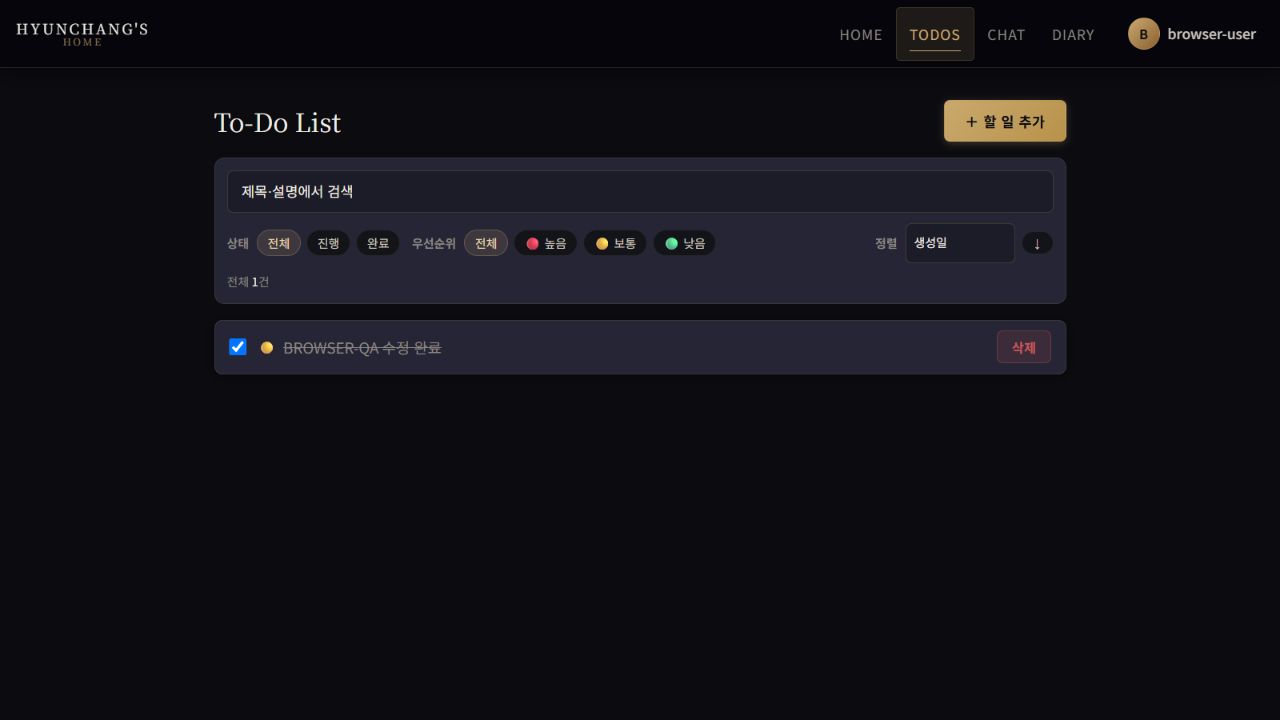 HYUNCHANG'S
HOME
HOME TODOS CHAT DIARY B browser-user
To-Do List
+ 할 일 추가
제목·설명에서 검색
상태 전체 진행 완료 우선순위 전체 높음 보통 낮음 정렬 생성일 ↓
전체 1건
BROWSER-QA 수정 완료 삭제